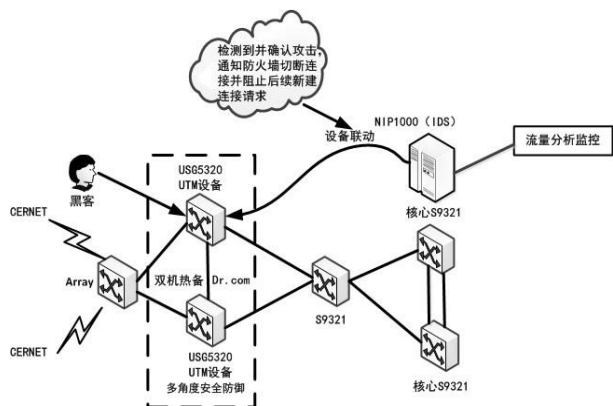 检测到并确认攻击,
通知防火墙切断连
接并阻止后续新建
连接请求
NIP1000（IDS）
设备联动
流量分析监控
USG5320
UTM设备
黑客
核心S9321
CERNET
Array
双机热备
Dr.com
S9321
CERNET
USG5320
UTM设备
多角度安全防御
核心S9321